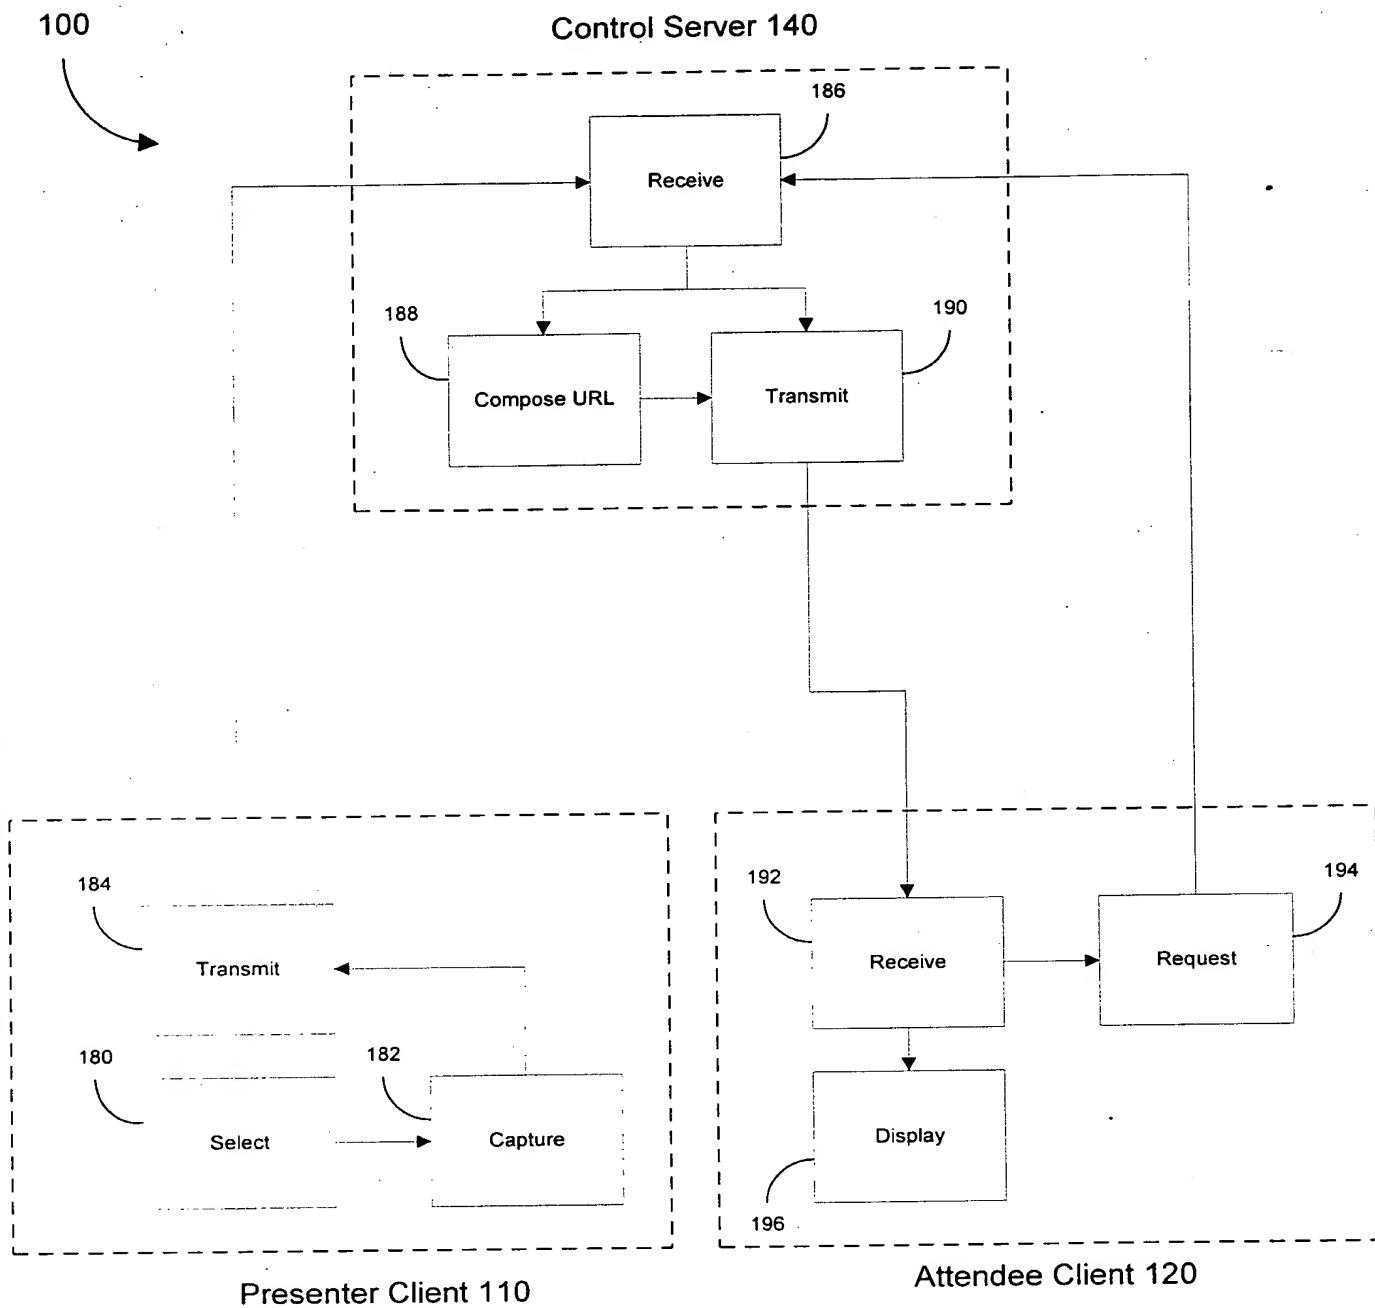 100
Control Server 140
186
Receive
188
190
Compose URL
Transmit
184
192
194
Transmit
Receive
Request
180
182
Select
Capture
Display
196
Presenter Client 110
Attendee Client 120